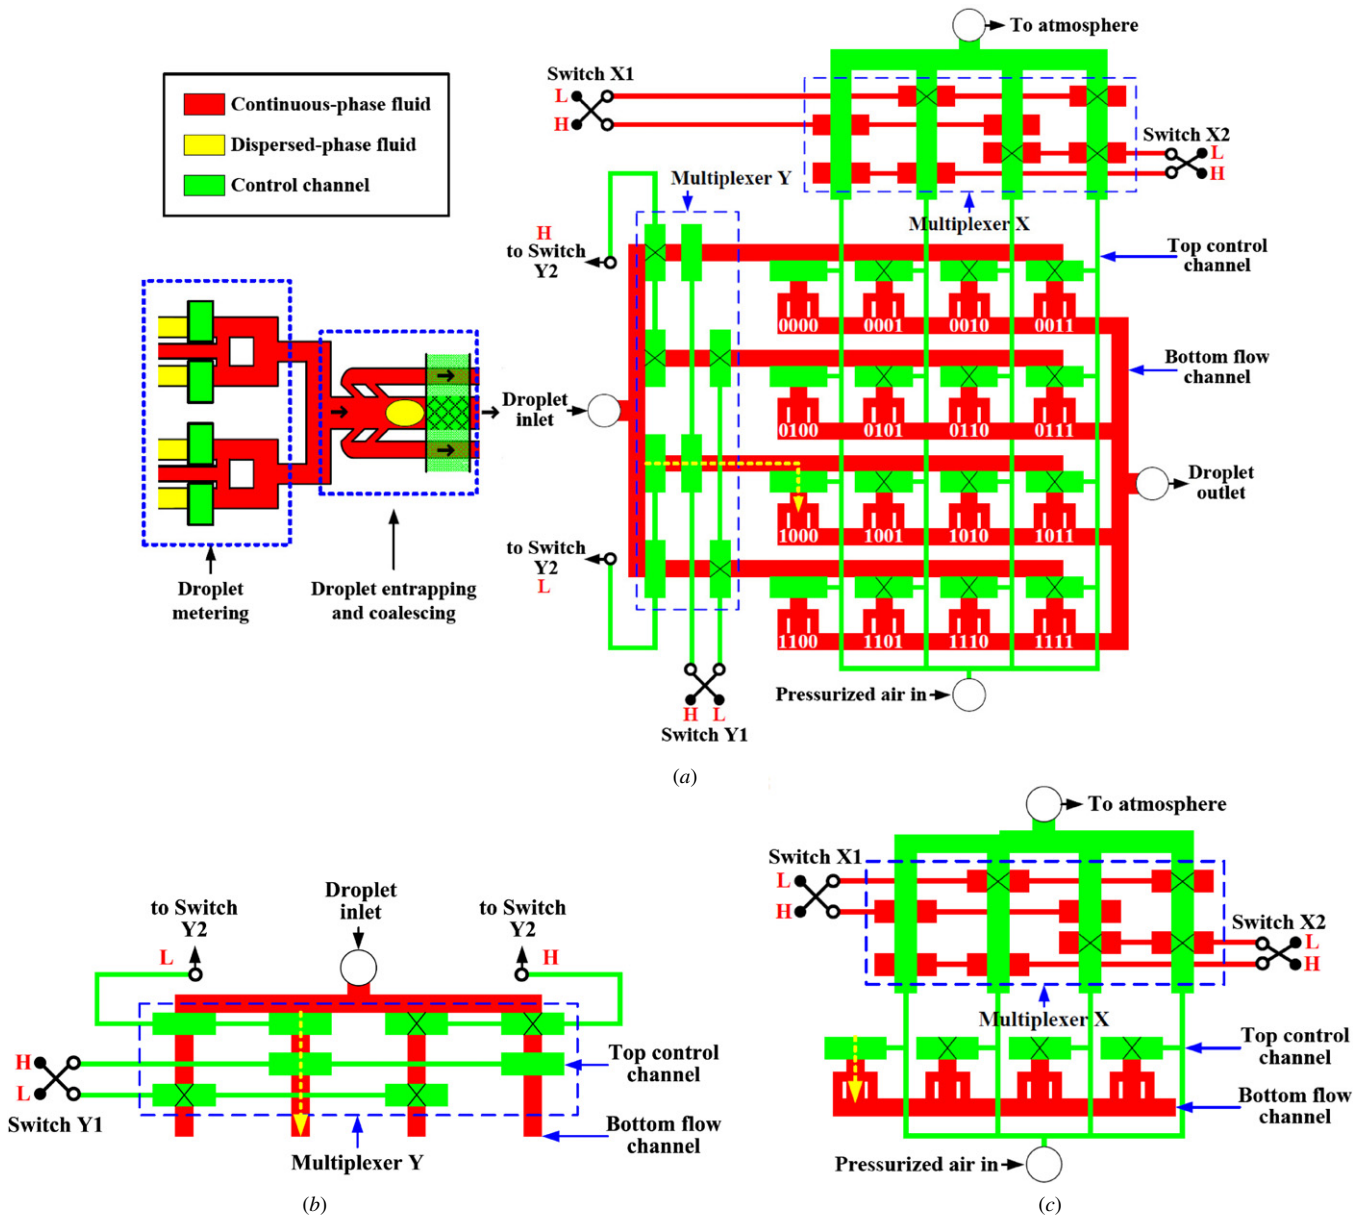 To atmosphere
Switch X1
L
H
Continuous-phase fluid
Dispersed-phase fluid
Control channel
Switch X2
L
H
Multiplexer Y
Multiplexer X
H
to Switch
Y2
Top control
channel
0000 0001 0010 0011
Bottom flow
channel
Droplet
inlet
0100 0101 0110 0111
Droplet
outlet
1000 1001 1010 1011
to Switch
Y2
L
Droplet
metering
Droplet entrapping
and coalescing
1100 1101 1110 1111
Pressurized air in
H L
Switch Y1
(a)
Droplet
inlet
to Switch
Y2
L
to Switch
Y2
H
H
L
Switch Y1
Top control
channel
Bottom flow
channel
Multiplexer Y
(b)
To atmosphere
Switch X1
L
H
Switch X2
L
H
Multiplexer X
Top control
channel
Bottom flow
channel
Pressurized air in
(c)